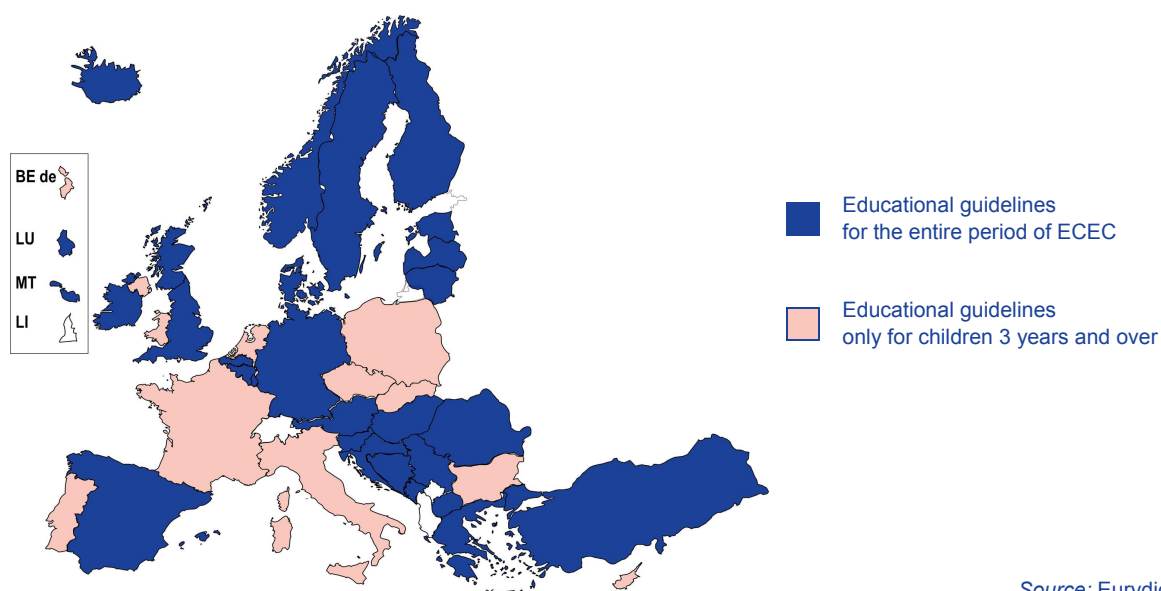 BE de
LU
MT
LI
Educational guidelines
for the entire period of ECEC
Educational guidelines
only for children 3 years and over
Source: